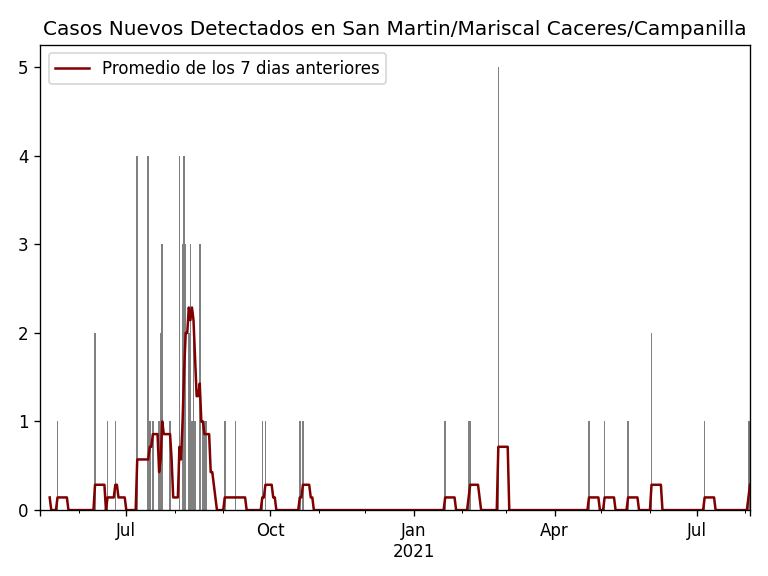 Casos Nuevos Detectados en San Martin/Mariscal Caceres/Campanilla
Promedio de los 7 dias anteriores
5
4
3
2
1
0
Jul Oct Jan Apr Jul
2021